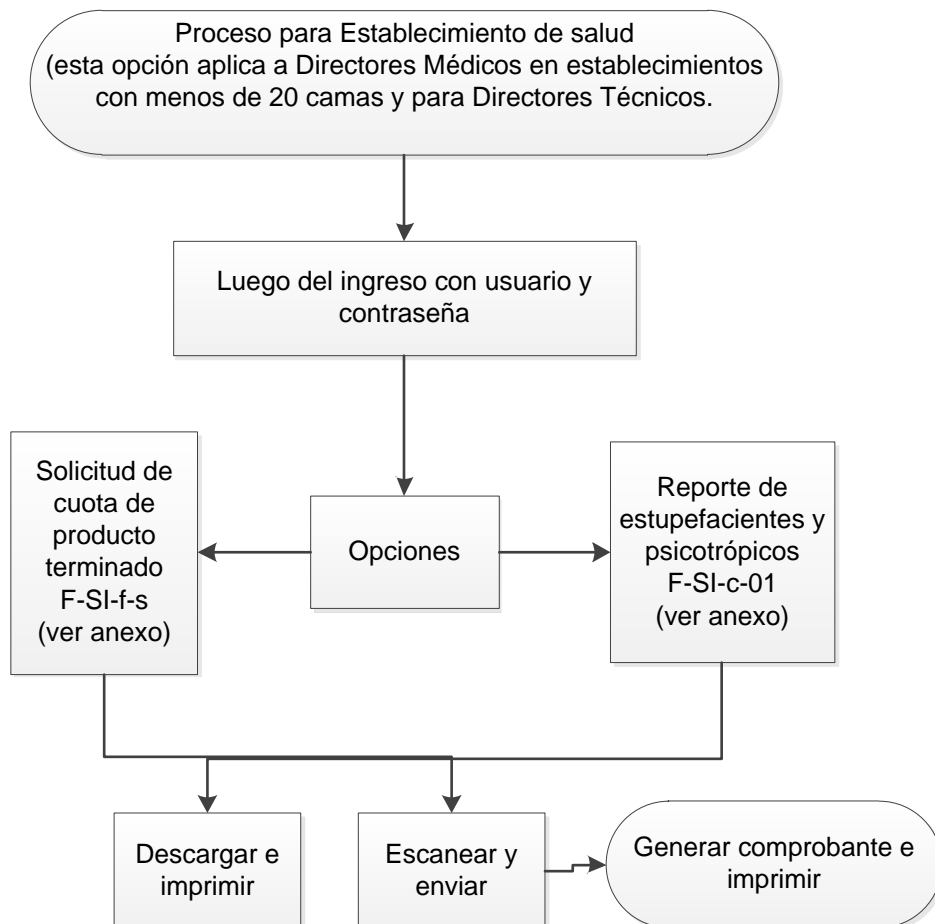 Proceso para Establecimiento de salud
(esta opción aplica a Directores Médicos en establecimientos
con menos de 20 camas y para Directores Técnicos.
Luego del ingreso con usuario y
contraseña
Solicitud de
cuota de
producto
terminado
F-SI-f-s
(ver anexo)
Opciones
Reporte de
estupefacientes y
psicotrópicos
F-SI-c-01
(ver anexo)
Descargar e
imprimir
Escanear y
enviar
Generar comprobante e
imprimir